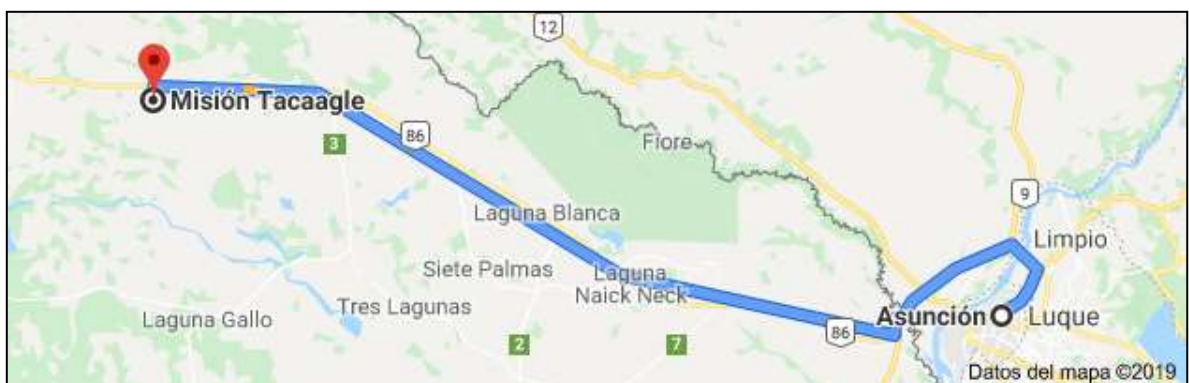 12
Misión Tacaagle
3
86
Fiore
9
Laguna Blanca
Limpio
Siete Palmas
Laguna
Naick Neck
Tres Lagunas
Laguna Gallo
Asunción
Luque
86
2
7
Datos del mapa ©2019